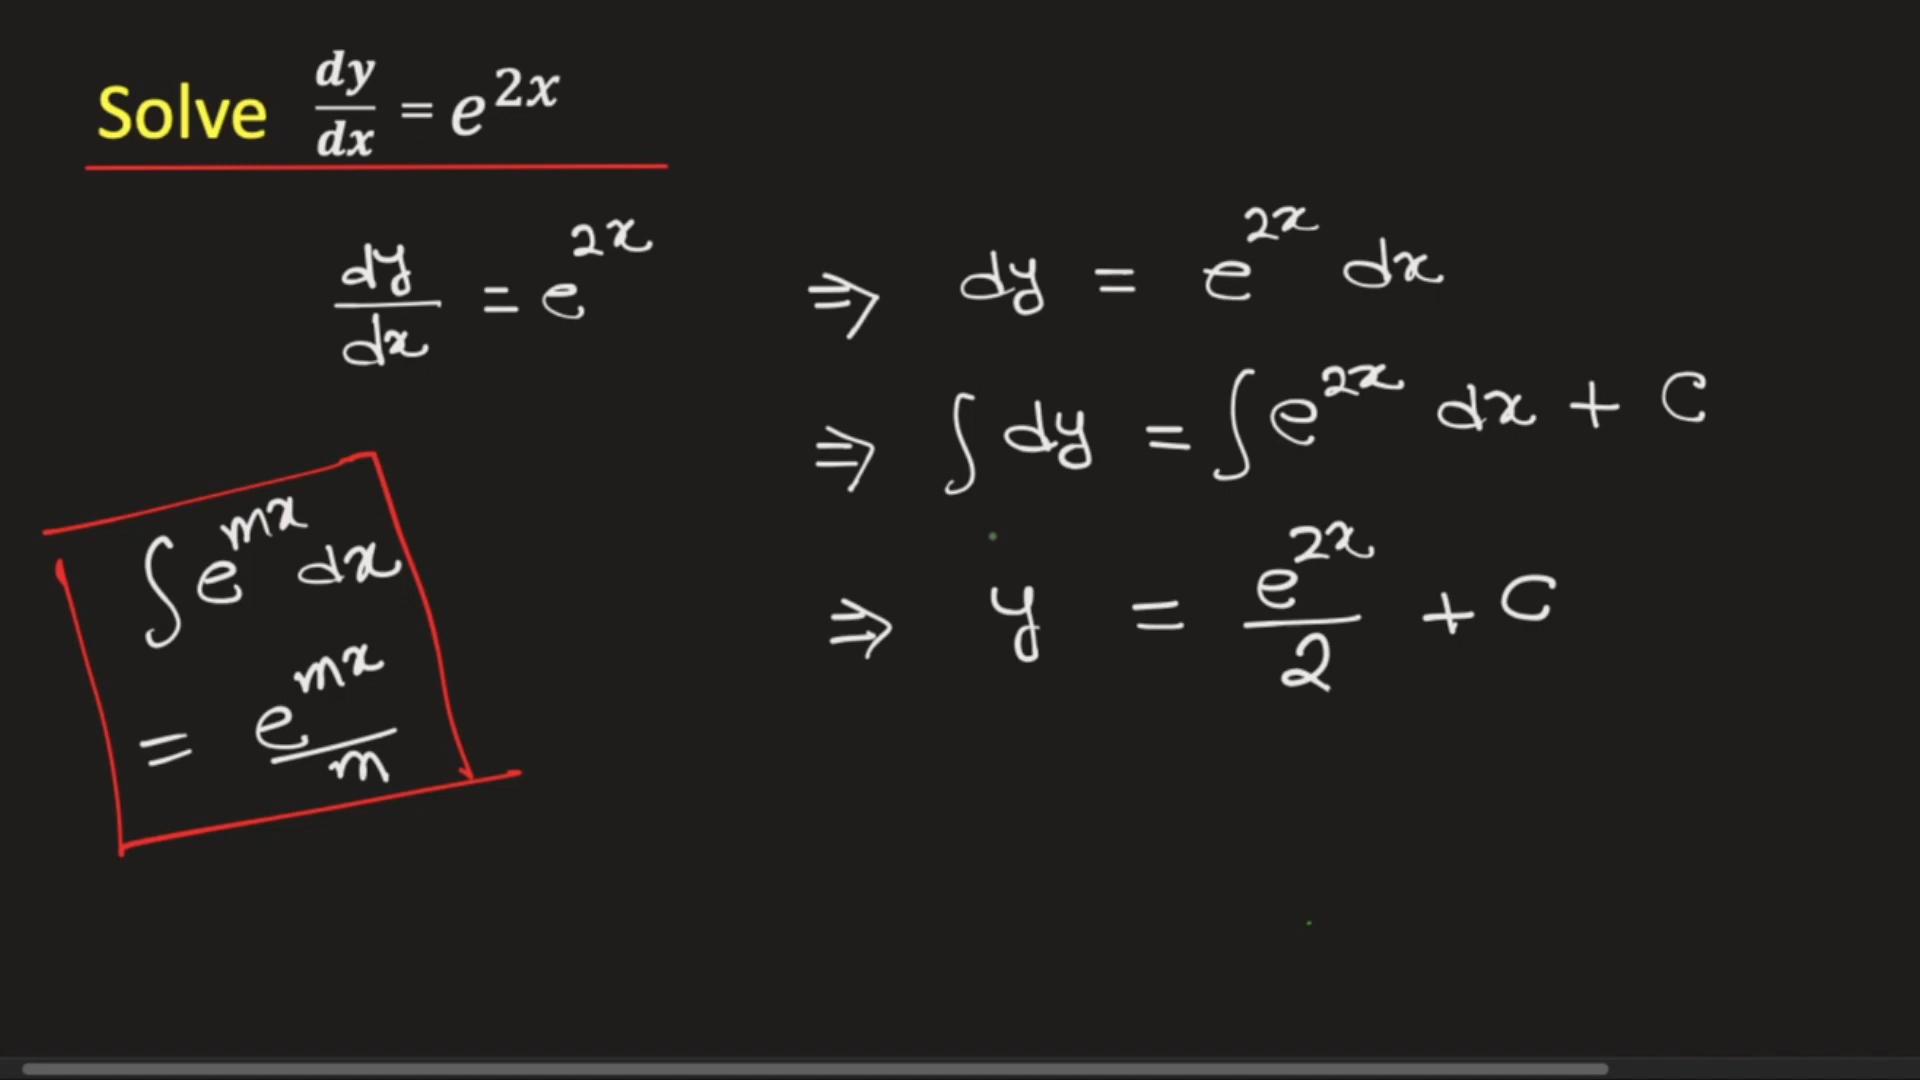 Solve dy/dx = e^{2x}
dy/dx = e^{2x} ⇒ dy = e^{2x} dx
⇒ ∫ dy = ∫ e^{2x} dx + C
⇒ y = e^{2x}/2 + C
∫ e^{mx} dx
= e^{mx}/m